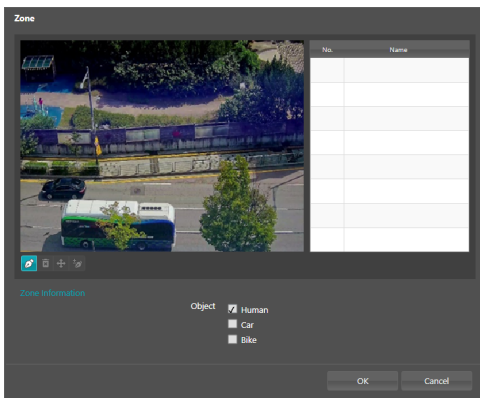 Zone
No. Name
Zone Information
Object Human
Car
Bike
OK Cancel